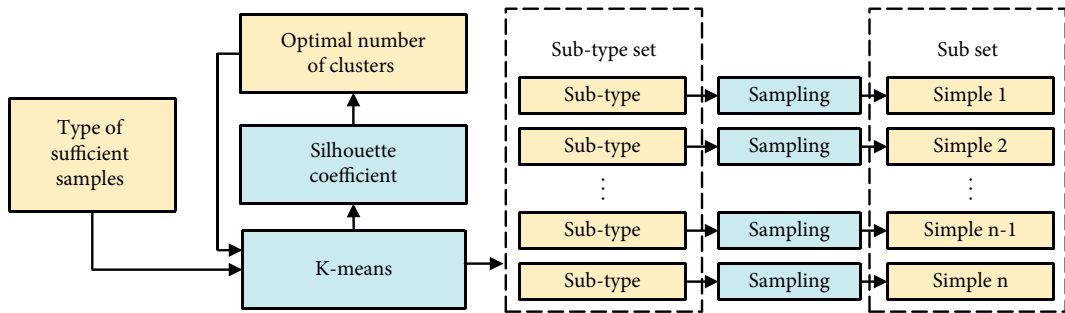 Type of
sufficient
samples
Optimal number
of clusters
Silhouette
coefficient
K-means
Sub-type set
Sub-type
Sub-type
⋮
Sub-type
Sub-type
Sampling
Sampling
Sampling
Sampling
Sub set
Simple 1
Simple 2
⋮
Simple n-1
Simple n